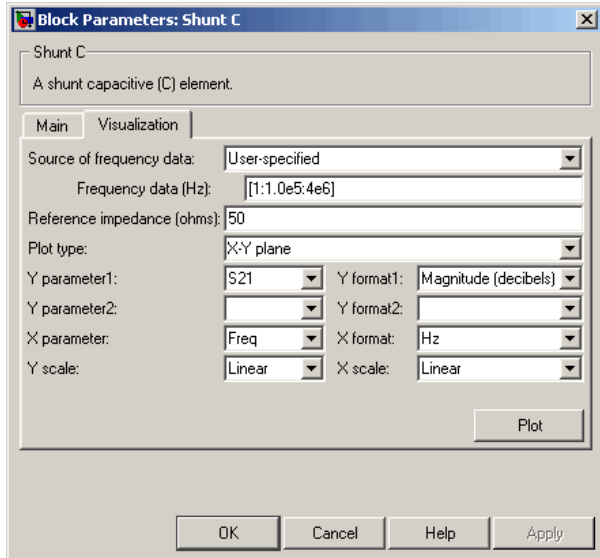 Block Parameters: Shunt C
Shunt C
A shunt capacitive (C) element.
Main Visualization
Source of frequency data: User-specified
Frequency data (Hz): [1:1.0e5:4e6]
Reference impedance (ohms): 50
Plot type: X-Y plane
Y parameter1: S21 Y format1: Magnitude (decibels)
Y parameter2: Y format2:
X parameter: Freq X format: Hz
Y scale: Linear X scale: Linear
Plot
OK Cancel Help Apply